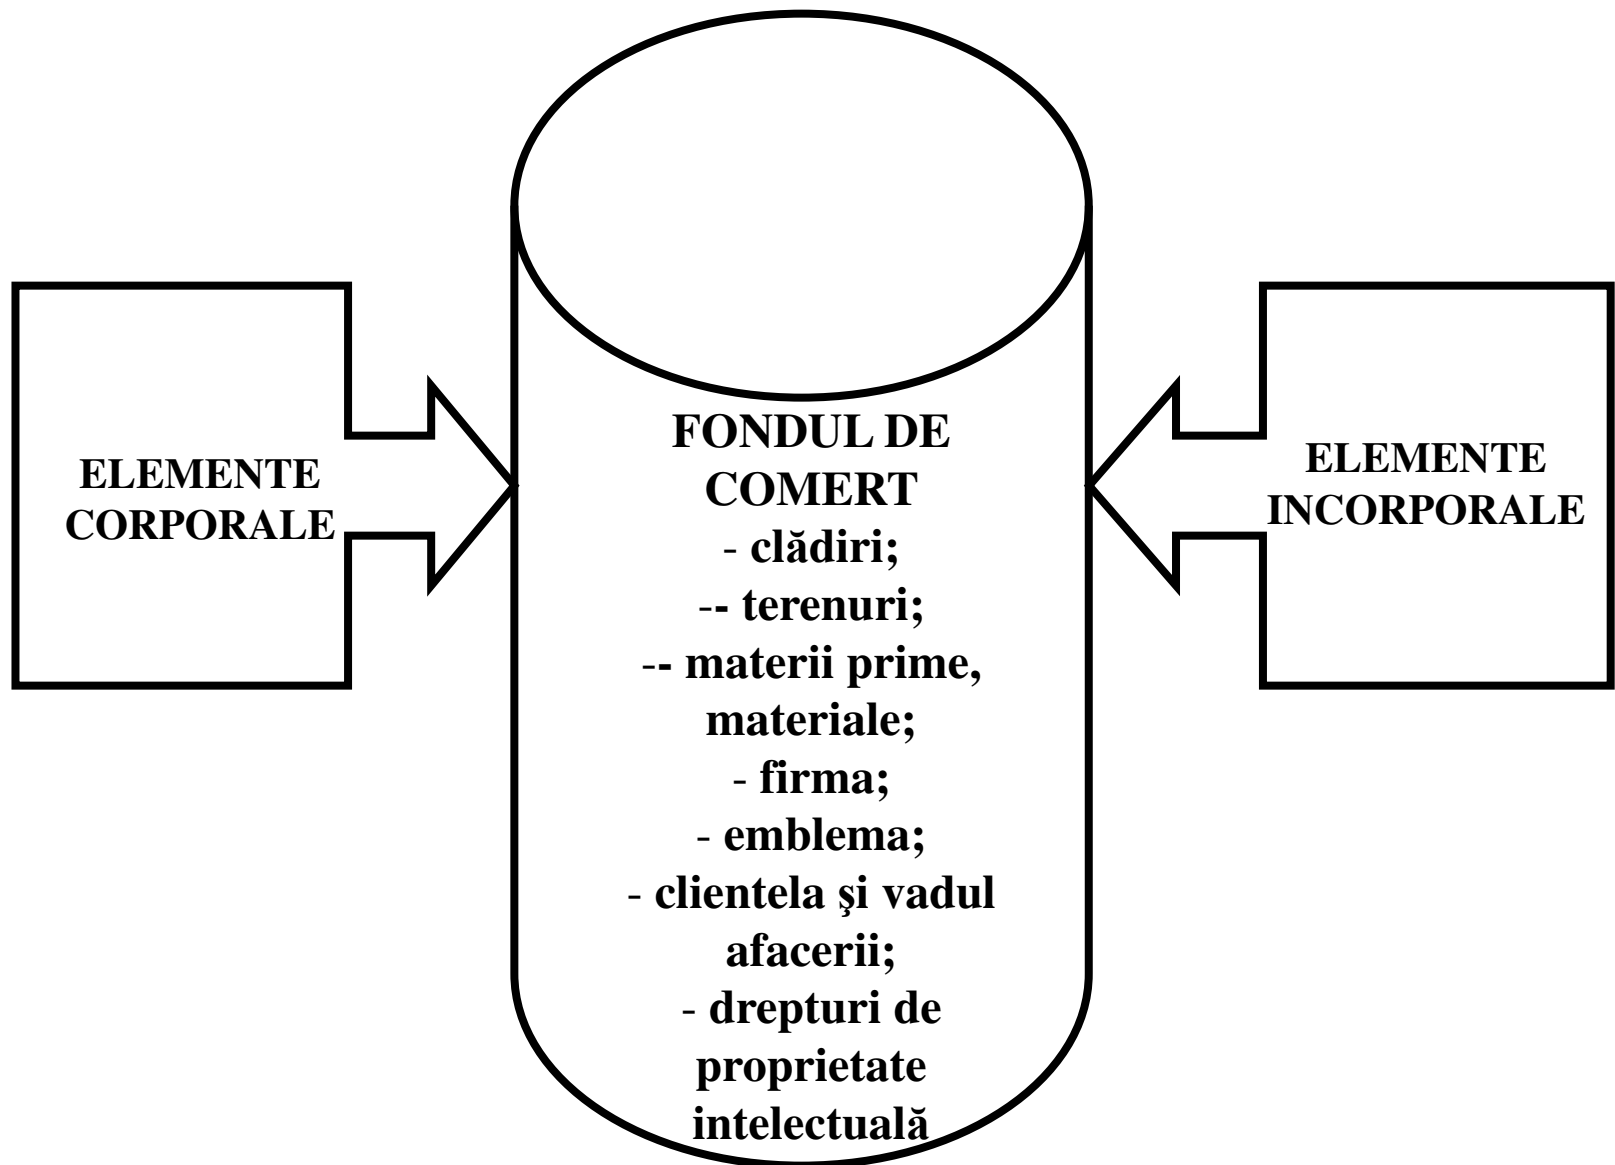 ELEMENTE
CORPORALE
FONDUL DE
COMERT
- clădiri;
-- terenuri;
-- materii prime,
materiale;
- firma;
- emblema;
- clientela şi vadul
afacerii;
- drepturi de
proprietate
intelectuală
ELEMENTE
INCORPORALE